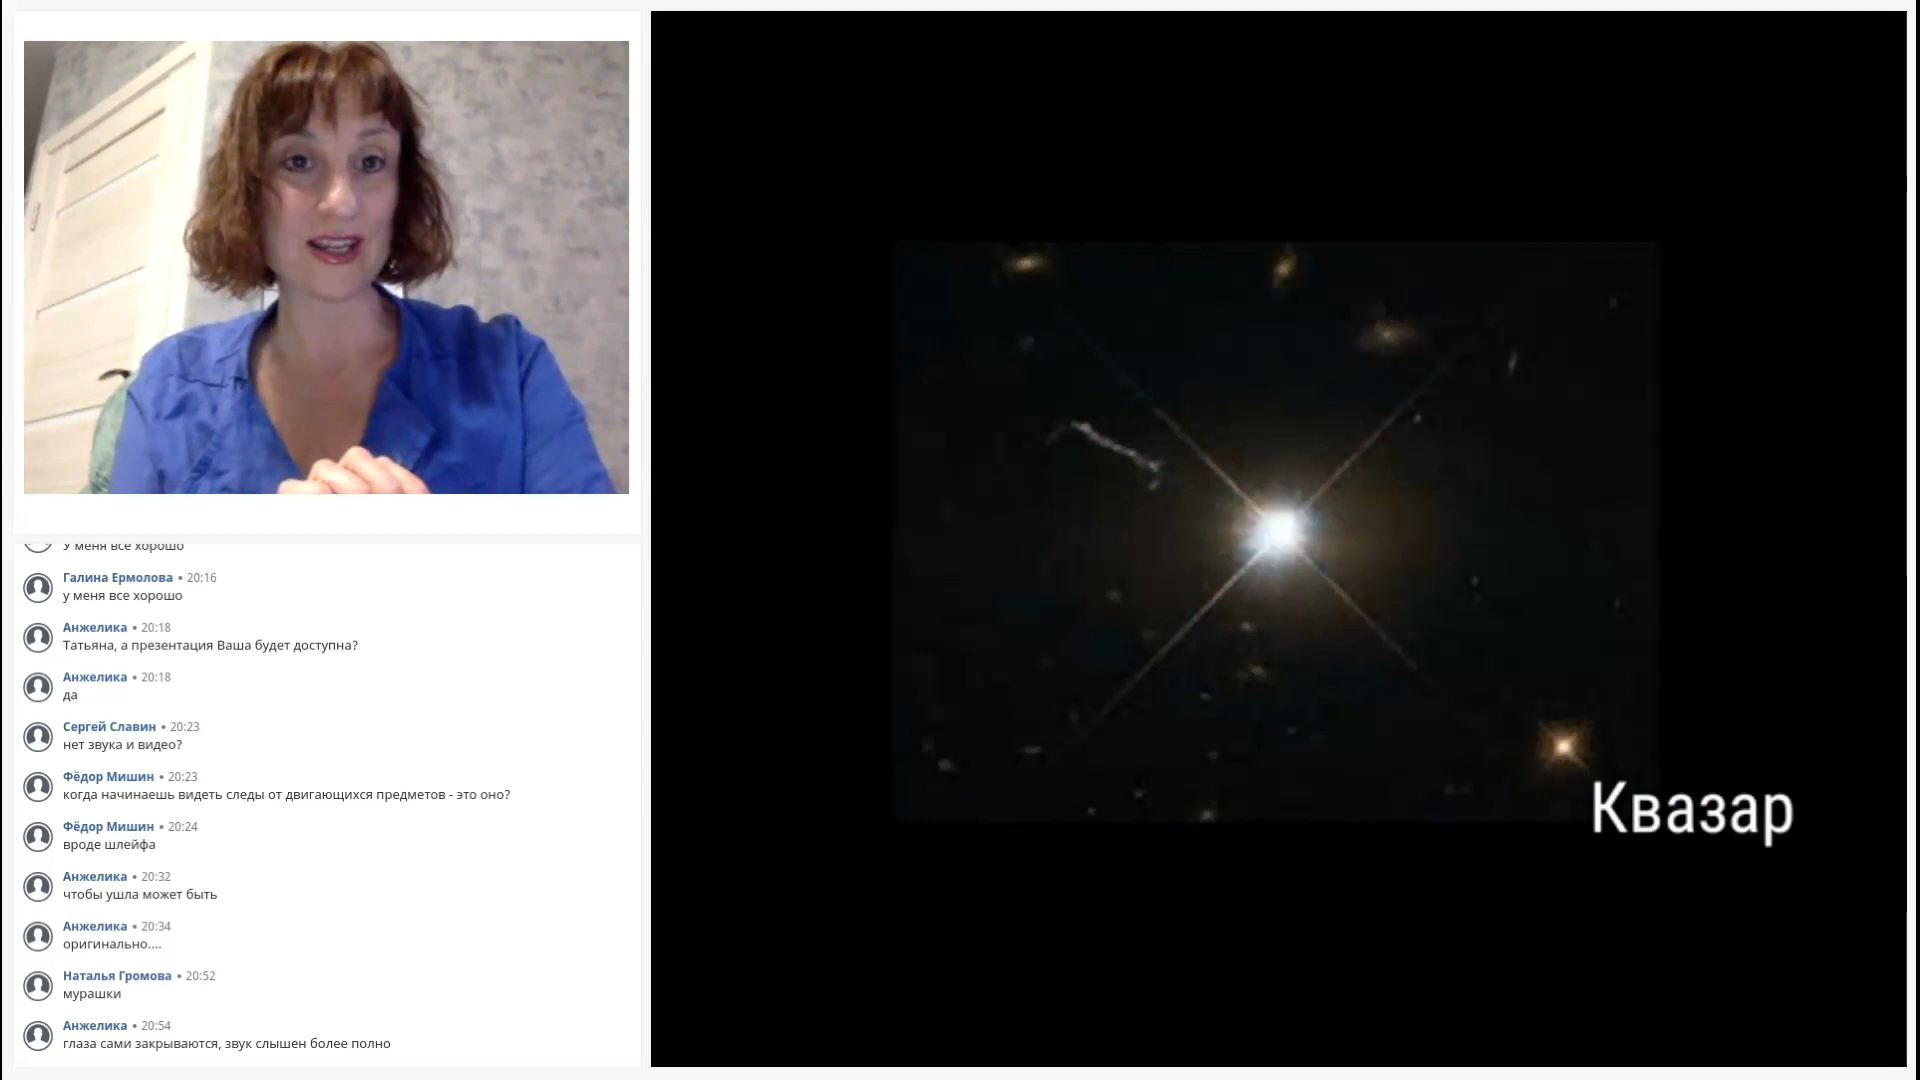 У меня все хорошо
Галина Ермолова • 20:16
у меня все хорошо
Анжелика • 20:18
Татьяна, а презентация Ваша будет доступна?
Анжелика • 20:18
да
Сергей Славин • 20:23
нет звука и видео?
Фёдор Мишин • 20:23
когда начинаешь видеть следы от двигающихся предметов - это оно?
Фёдор Мишин • 20:24
вроде шлейфа
Анжелика • 20:32
чтобы ушла может быть
Анжелика • 20:34
оригинально....
Наталья Громова • 20:52
мурашки
Анжелика • 20:54
глаза сами закрываются, звук слышен более полно
Квазар